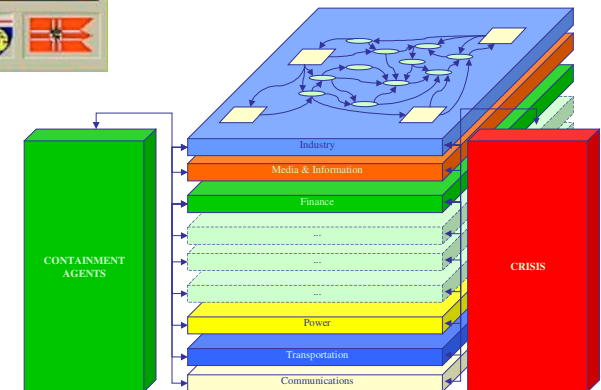 Industry
Media & Information
Finance
...
...
...
Power
Transportation
Communications
CONTAINMENT
AGENTS
CRISIS